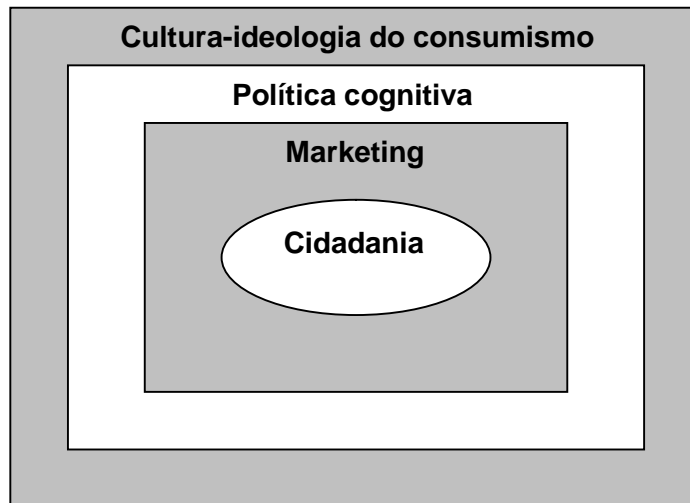 Cultura-ideologia do consumismo
Política cognitiva
Marketing
Cidadania